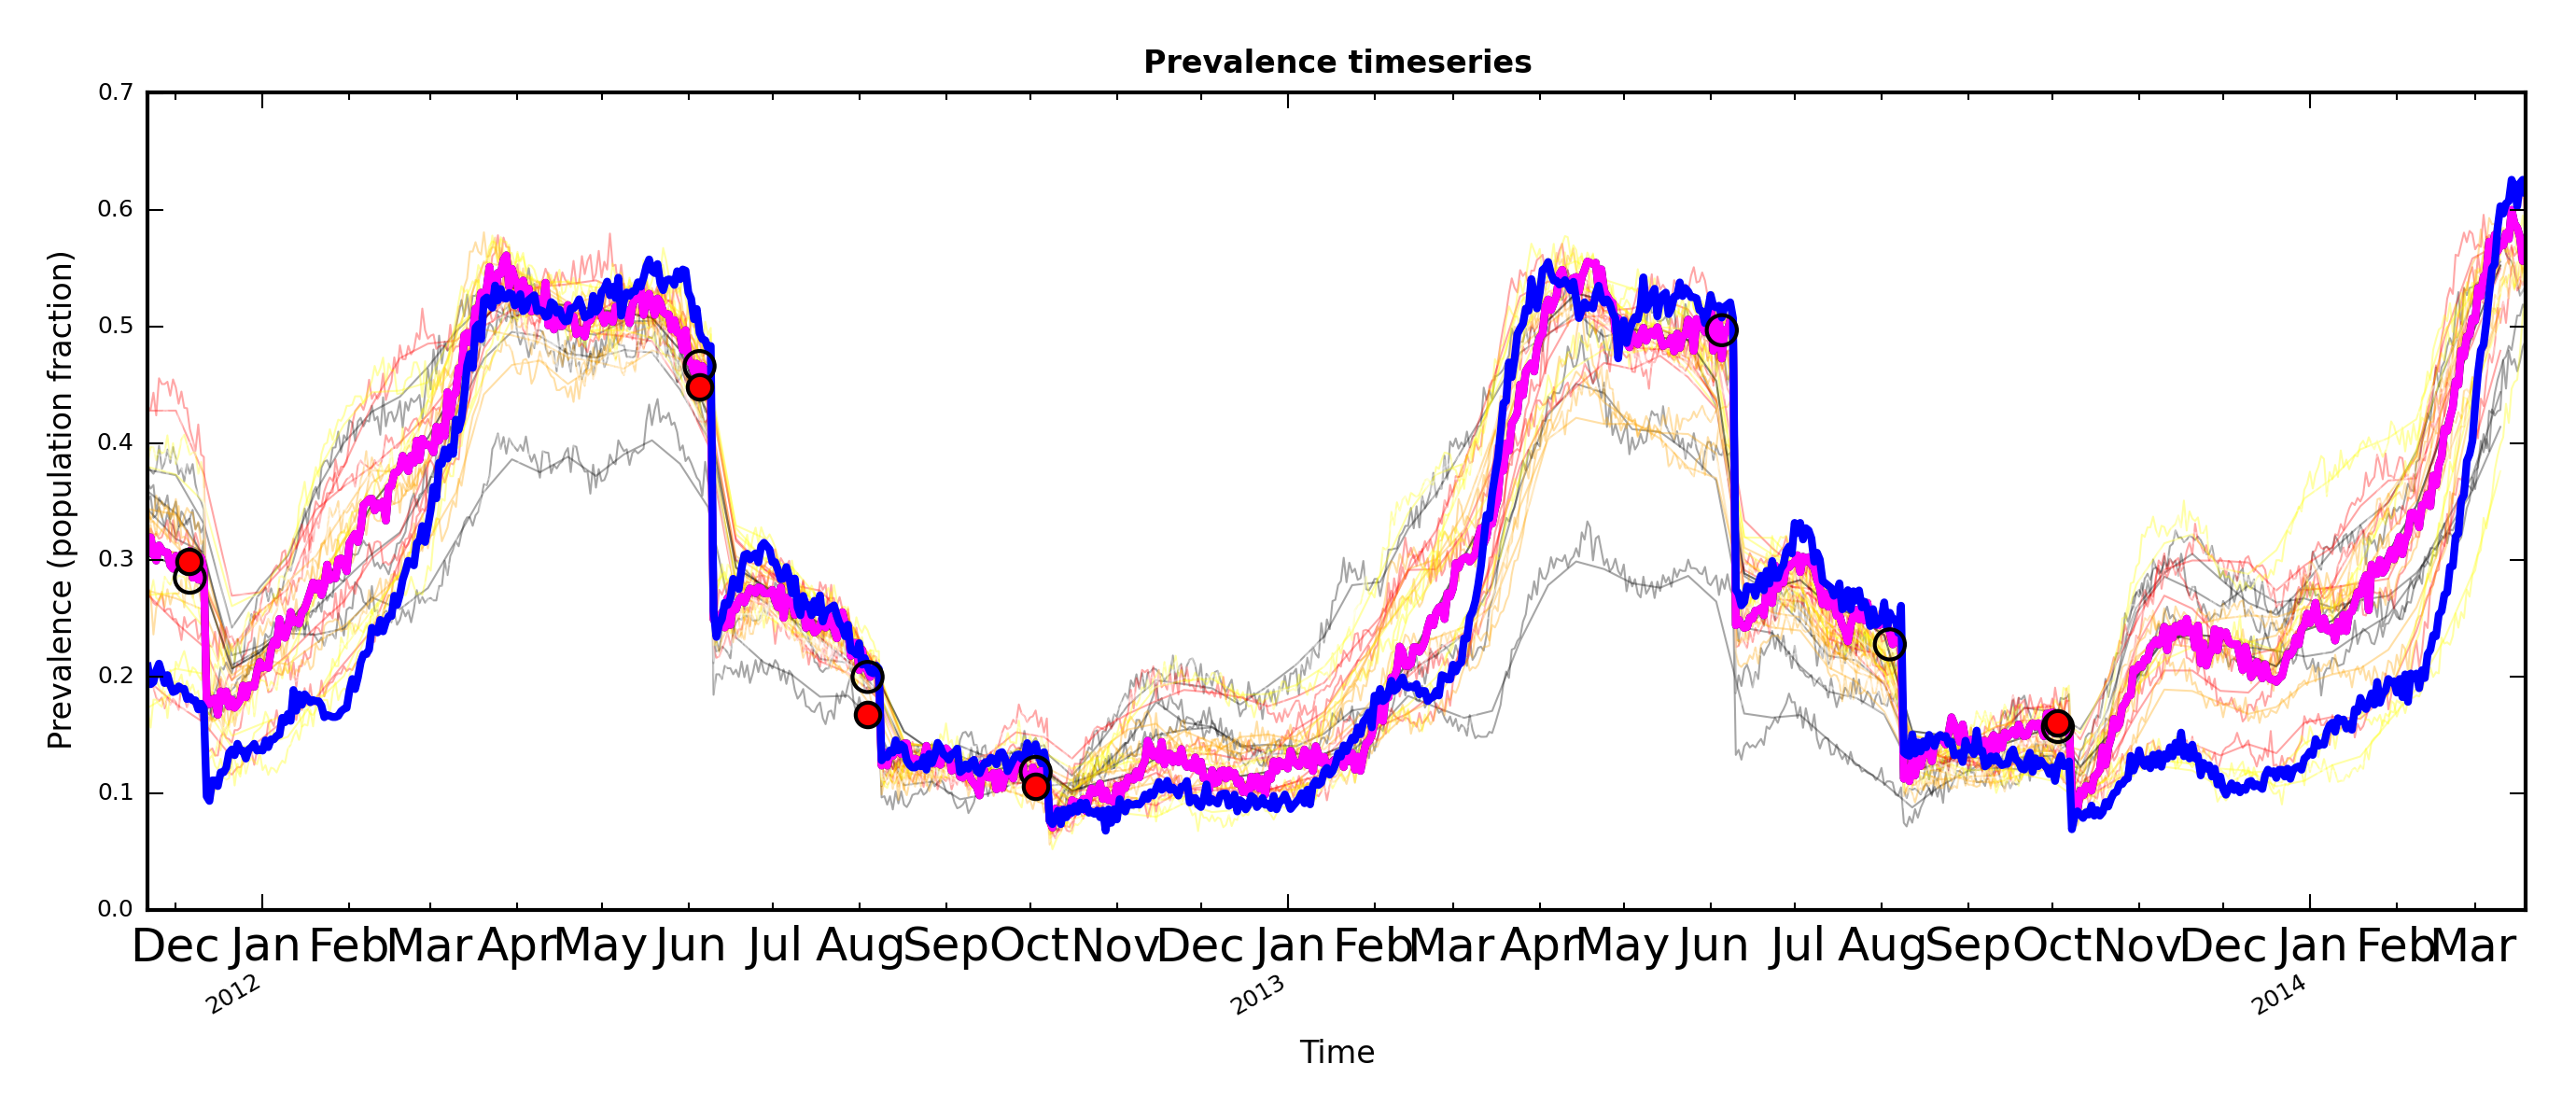 Prevalence timeseries
Prevalence (population fraction)
0.7
0.6
0.5
0.4
0.3
0.2
0.1
0.0
Dec Jan Feb Mar Apr May Jun Jul Aug Sep Oct Nov Dec Jan Feb Mar Apr May Jun Jul Aug Sep Oct Nov Dec Jan Feb Mar
2012 2013 2014
Time